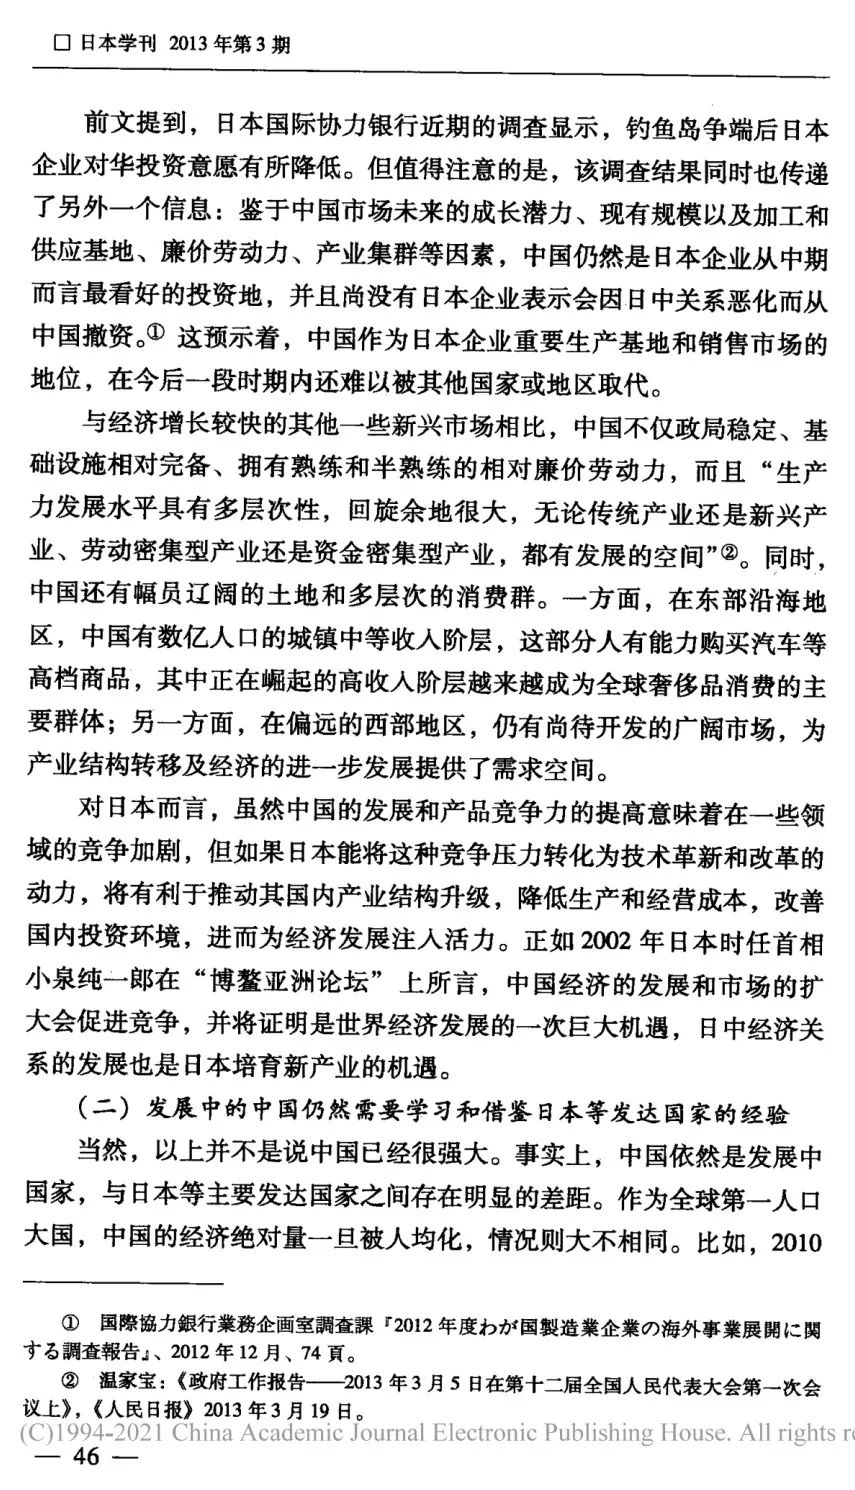 □ 日本学刊 2013年第3期
前文提到，日本国际协力银行近期的调查显示，钓鱼岛争端后日本
企业对华投资意愿有所降低。但值得注意的是，该调查结果同时也传递
了另外一个信息：鉴于中国市场未来的成长潜力、现有规模以及加工和
供应基地、廉价劳动力、产业集群等因素，中国仍然是日本企业从中期
而言最看好的投资地，并且尚没有日本企业表示会因日中关系恶化而从
中国撤资。① 这预示着，中国作为日本企业重要生产基地和销售市场的
地位，在今后一段时期内还难以被其他国家或地区取代。
与经济增长较快的其他一些新兴市场相比，中国不仅政局稳定、基
础设施相对完备、拥有熟练和半熟练的相对廉价劳动力，而且“生产
力发展水平具有多层次性，回旋余地很大，无论传统产业还是新兴产
业、劳动密集型产业还是资金密集型产业，都有发展的空间”②。同时，
中国还有幅员辽阔的土地和多层次的消费群。一方面，在东部沿海地
区，中国有数亿人口的城镇中等收入阶层，这部分人有能力购买汽车等
高档商品，其中正在崛起的高收入阶层越来越成为全球奢侈品消费的主
要群体；另一方面，在偏远的西部地区，仍有尚待开发的广阔市场，为
产业结构转移及经济的进一步发展提供了需求空间。
对日本而言，虽然中国的发展和产品竞争力的提高意味着在一些领
域的竞争加剧，但如果日本能将这种竞争压力转化为技术革新和改革的
动力，将有利于推动其国内产业结构升级，降低生产和经营成本，改善
国内投资环境，进而为经济发展注入活力。正如2002年日本时任首相
小泉纯一郎在“博鳌亚洲论坛”上所言，中国经济的发展和市场的扩
大会促进竞争，并将证明是世界经济发展的一次巨大机遇，日中经济关
系的发展也是日本培育新产业的机遇。
（二）发展中的中国仍然需要学习和借鉴日本等发达国家的经验
当然，以上并不是说中国已经很强大。事实上，中国依然是发展中
国家，与日本等主要发达国家之间存在明显的差距。作为全球第一人口
大国，中国的经济绝对量一旦被人均化，情况则大不相同。比如，2010
① 国際協力銀行業務企画室調査課『2012年度わが国製造業企業の海外事業展開に関
する調査報告』、2012年12月、74頁。
② 温家宝：《政府工作报告——2013年3月5日在第十二届全国人民代表大会第一次会
议上》，《人民日报》2013年3月19日。
(C)1994-2021 China Academic Journal Electronic Publishing House. All rights re
— 46 —